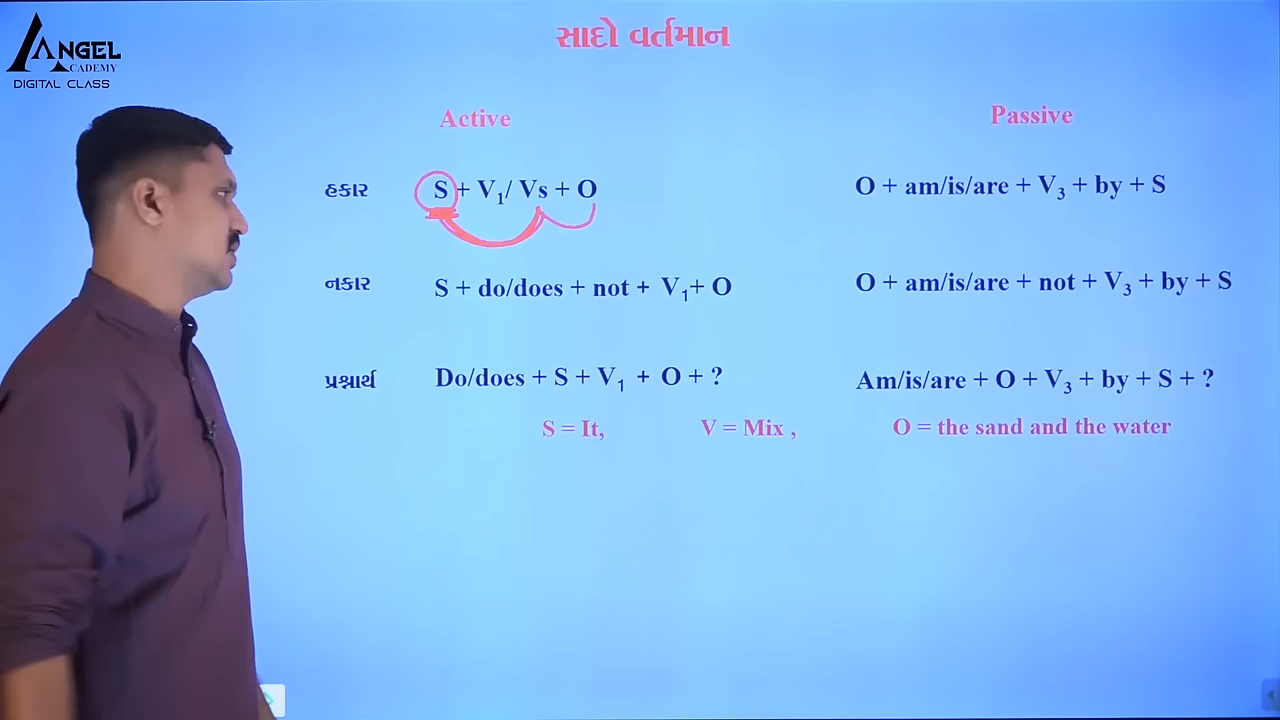 ANGEL
ACADEMY
DIGITAL CLASS
સાદો વર્તમાન
Active Passive
હકાર S + V₁/ Vs + O O + am/is/are + V₃ + by + S
નકાર S + do/does + not + V₁+ O O + am/is/are + not + V₃ + by + S
પ્રશ્નાર્થ Do/does + S + V₁ + O + ? Am/is/are + O + V₃ + by + S + ?
S = It, V = Mix , O = the sand and the water